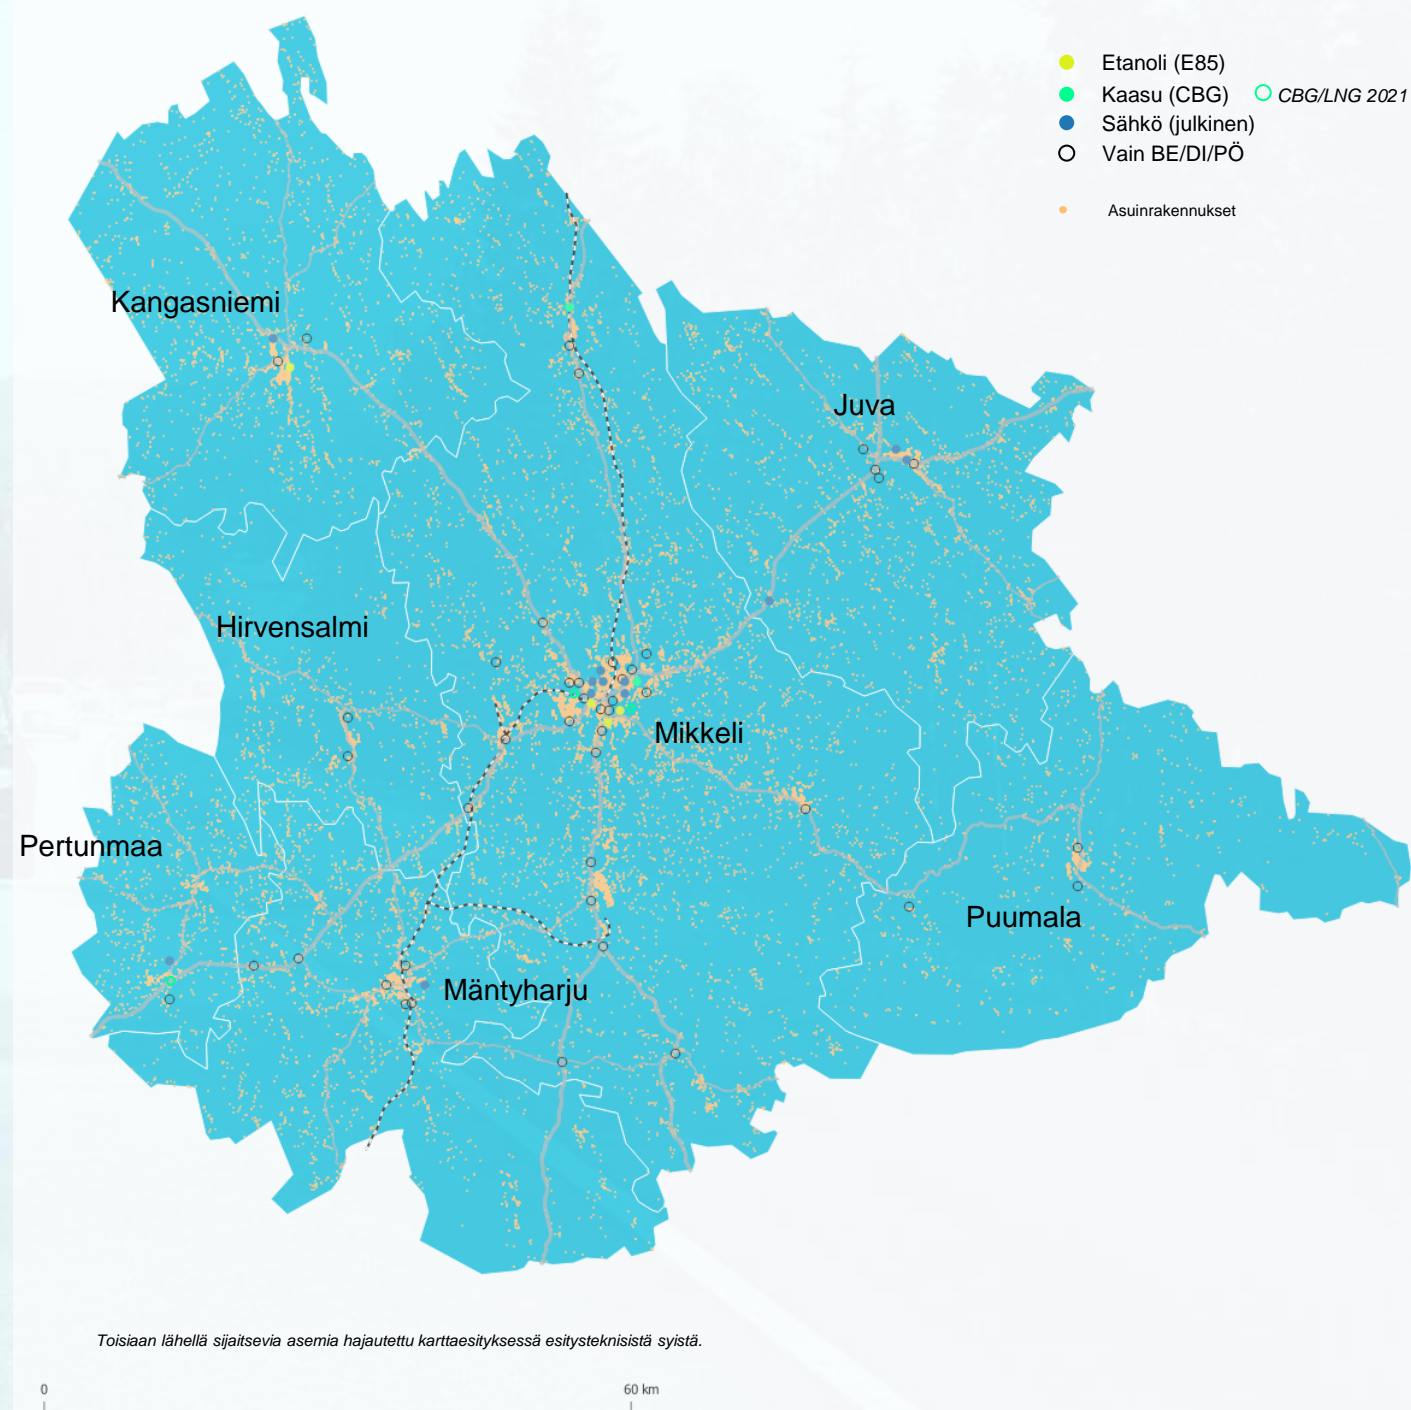 Etanoli (E85)
Kaasu (CBG) CBG/LNG 2021
Sähkö (julkinen)
Vain BE/DI/PÖ
Asuinrakennukset
Kangasniemi
Juva
Hirvensalmi
Mikkeli
Pertunmaa
Puumala
Mäntyharju
Toisiaan lähellä sijaitsevia asemia hajautettu karttaesityksessä esitysteknisistä syistä.
0 60 km